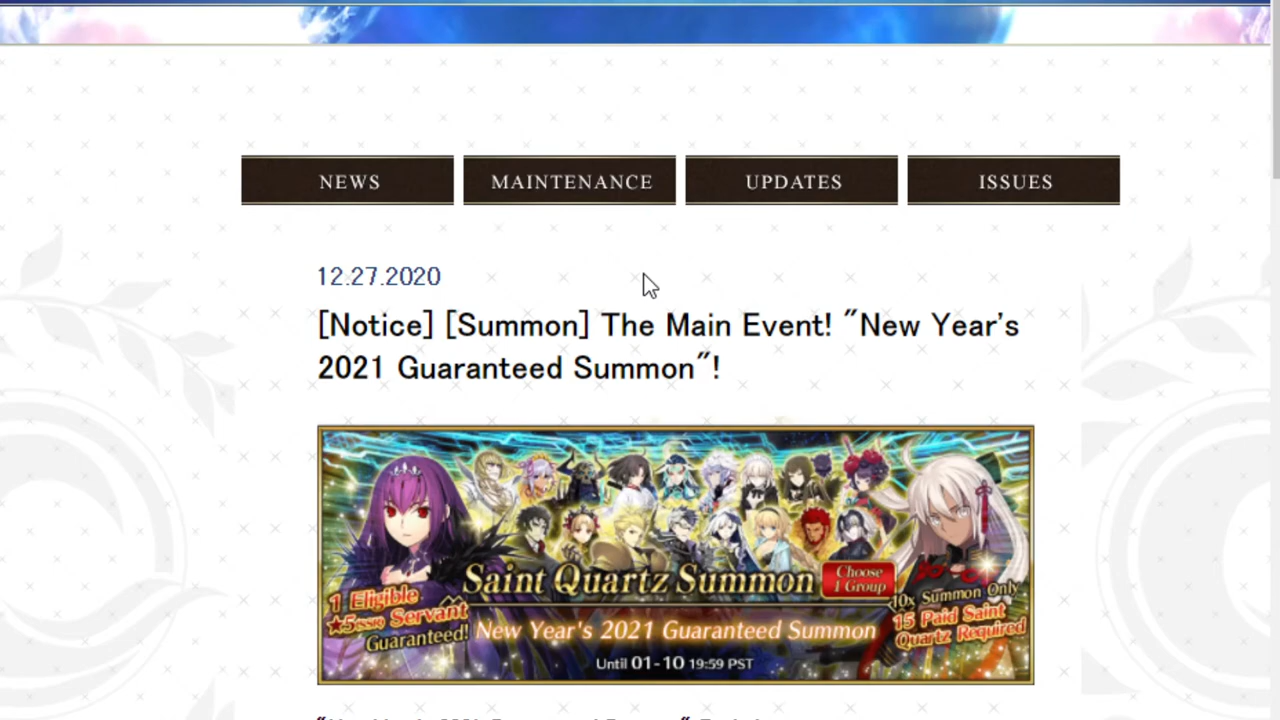 NEWS
MAINTENANCE
UPDATES
ISSUES
12.27.2020
[Notice] [Summon] The Main Event! "New Year's
2021 Guaranteed Summon"!
Saint Quartz Summon
Choose
1 Group
1 Eligible
★5(SSR) Servant
Guaranteed!
New Year's 2021 Guaranteed Summon
10x Summon Only
15 Paid Saint
Quartz Required
Until 01-10 19:59 PST